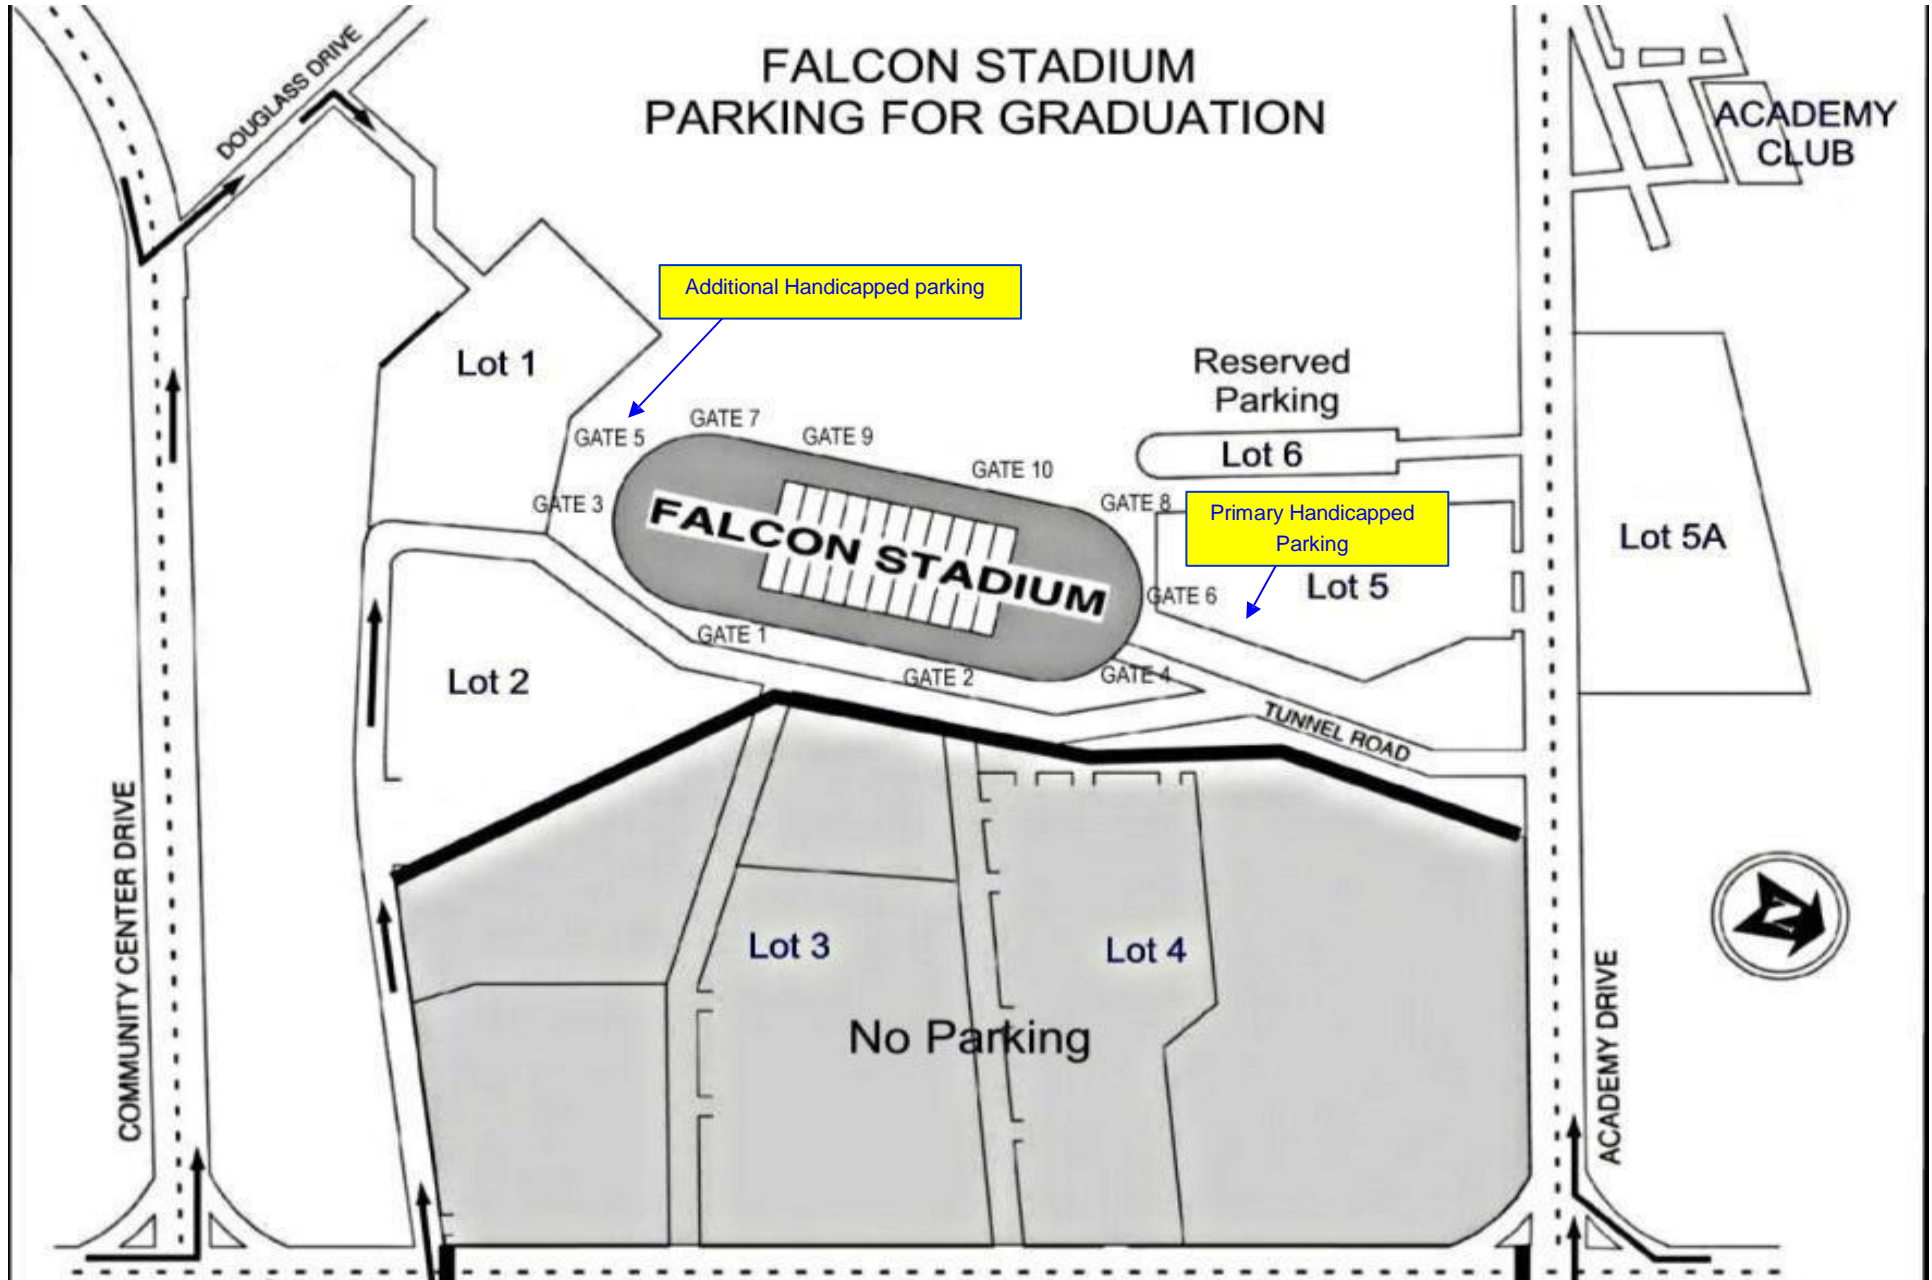 FALCON STADIUM
PARKING FOR GRADUATION
DOUGLASS DRIVE
ACADEMY
CLUB
Additional Handicapped parking
Lot 1
Reserved
Parking
Lot 6
GATE 7
GATE 5
GATE 9
GATE 10
GATE 3
GATE 8
Primary Handicapped
Parking
Lot 5A
FALCON STADIUM
Lot 5
GATE 6
GATE 1
GATE 2
GATE 4
Lot 2
TUNNEL ROAD
COMMUNITY CENTER DRIVE
N
Lot 3
Lot 4
No Parking
ACADEMY DRIVE